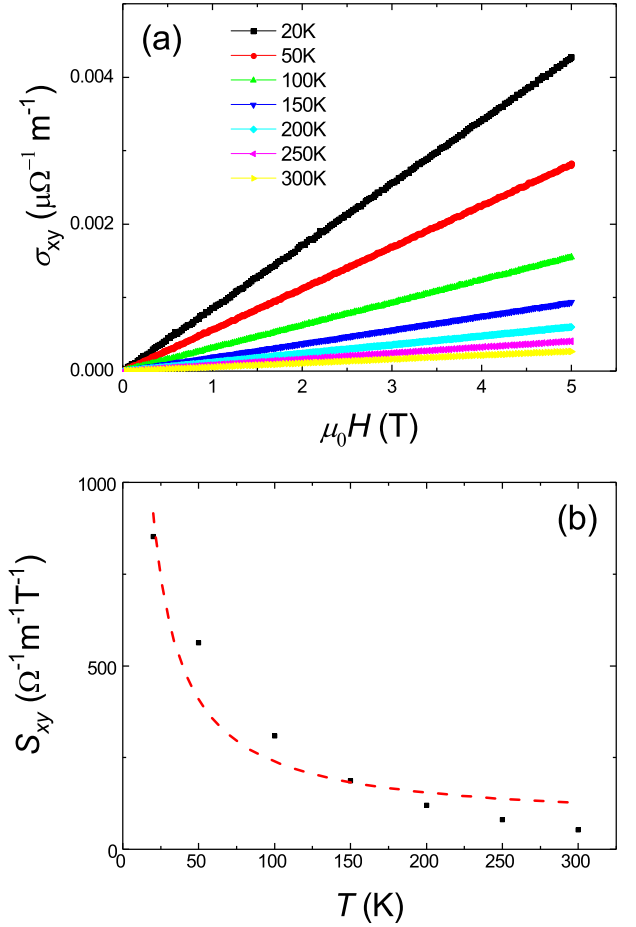 (a)
20K
50K
100K
150K
200K
250K
300K
0.004
0.002
0.000
σxy (μΩ⁻¹ m⁻¹)
0 1 2 3 4 5
μ₀H (T)
(b)
1000
500
0
Sxy (Ω⁻¹m⁻¹T⁻¹)
0 50 100 150 200 250 300
T (K)